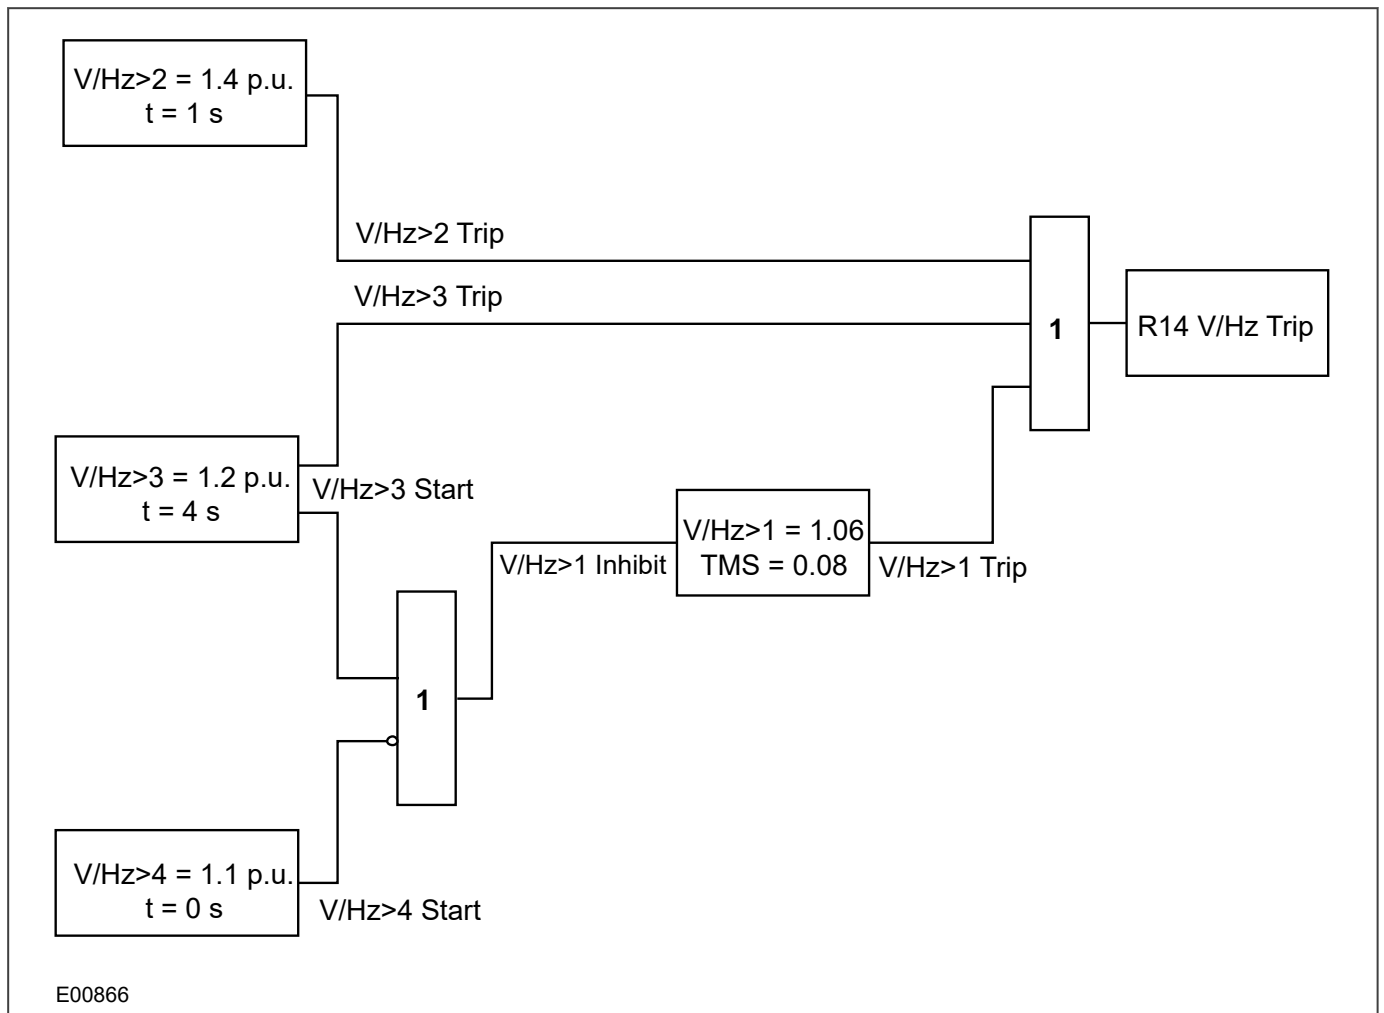 V/Hz>2 = 1.4 p.u.
t = 1 s
V/Hz>2 Trip
V/Hz>3 Trip
1
R14 V/Hz Trip
V/Hz>3 = 1.2 p.u.
t = 4 s
V/Hz>3 Start
V/Hz>1 Inhibit
V/Hz>1 = 1.06
TMS = 0.08
V/Hz>1 Trip
1
V/Hz>4 = 1.1 p.u.
t = 0 s
V/Hz>4 Start
E00866